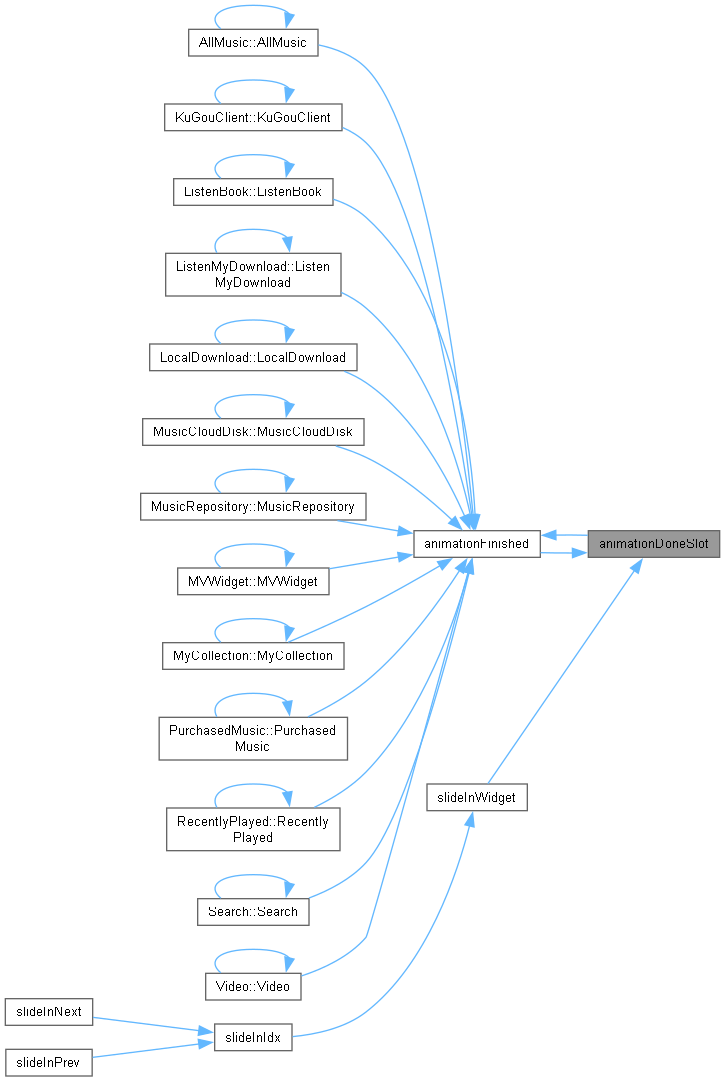 AllMusic::AllMusic
KuGouClient::KuGouClient
ListenBook::ListenBook
ListenMyDownload::Listen
MyDownload
LocalDownload::LocalDownload
MusicCloudDisk::MusicCloudDisk
MusicRepository::MusicRepository
animationFinished
animationDoneSlot
MVWidget::MVWidget
MyCollection::MyCollection
PurchasedMusic::Purchased
Music
slideInWidget
RecentlyPlayed::Recently
Played
Search::Search
Video::Video
slideInNext
slideInIdx
slideInPrev